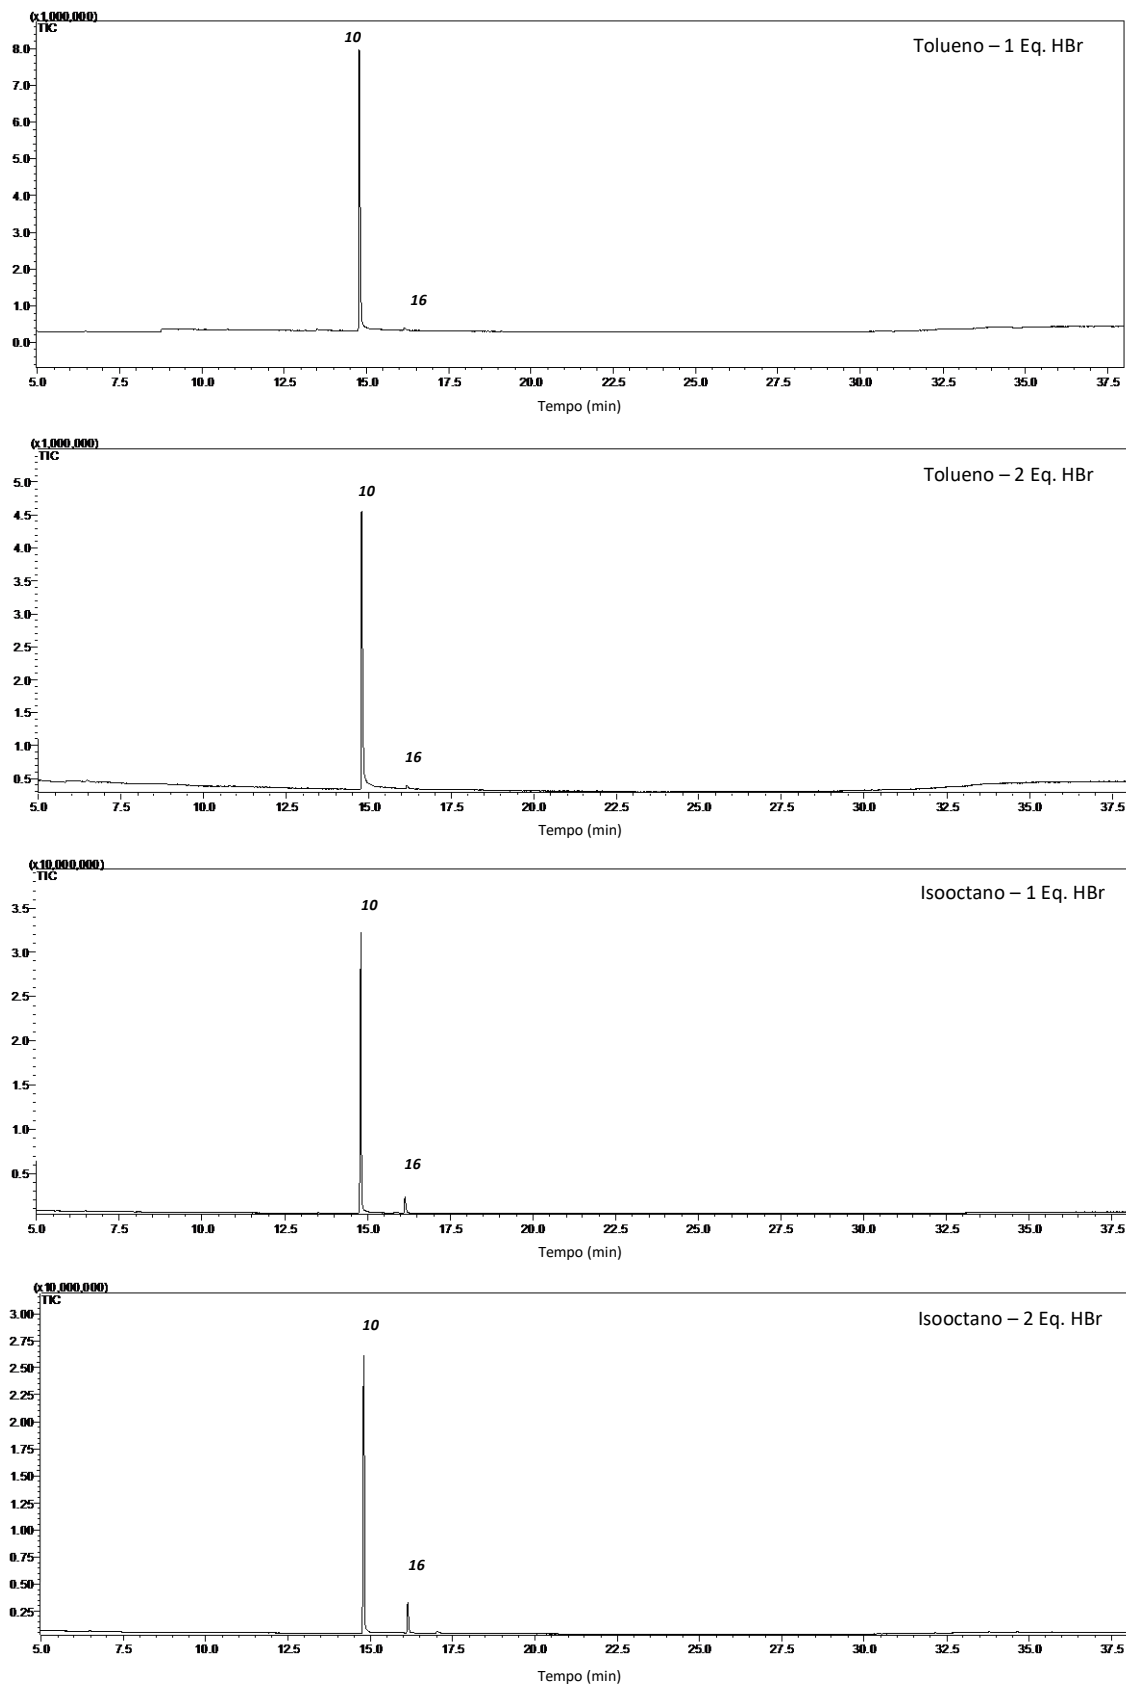 (x1,000,000)
TIC
10
Tolueno – 1 Eq. HBr
8.0
7.0
6.0
5.0
4.0
3.0
2.0
16
1.0
0.0
5.0 7.5 10.0 12.5 15.0 17.5 20.0 22.5 25.0 27.5 30.0 32.5 35.0 37.5
Tempo (min)
(x1,000,000)
TIC
Tolueno – 2 Eq. HBr
10
5.0
4.5
4.0
3.5
3.0
2.5
2.0
1.5
16
1.0
0.5
5.0 7.5 10.0 12.5 15.0 17.5 20.0 22.5 25.0 27.5 30.0 32.5 35.0 37.5
Tempo (min)
(x10,000,000)
TIC
Isooctano – 1 Eq. HBr
10
3.5
3.0
2.5
2.0
1.5
1.0
16
0.5
5.0 7.5 10.0 12.5 15.0 17.5 20.0 22.5 25.0 27.5 30.0 32.5 35.0 37.5
Tempo (min)
(x10,000,000)
TIC
Isooctano – 2 Eq. HBr
3.00
10
2.75
2.50
2.25
2.00
1.75
1.50
1.25
1.00
0.75
16
0.50
0.25
5.0 7.5 10.0 12.5 15.0 17.5 20.0 22.5 25.0 27.5 30.0 32.5 35.0 37.5
Tempo (min)